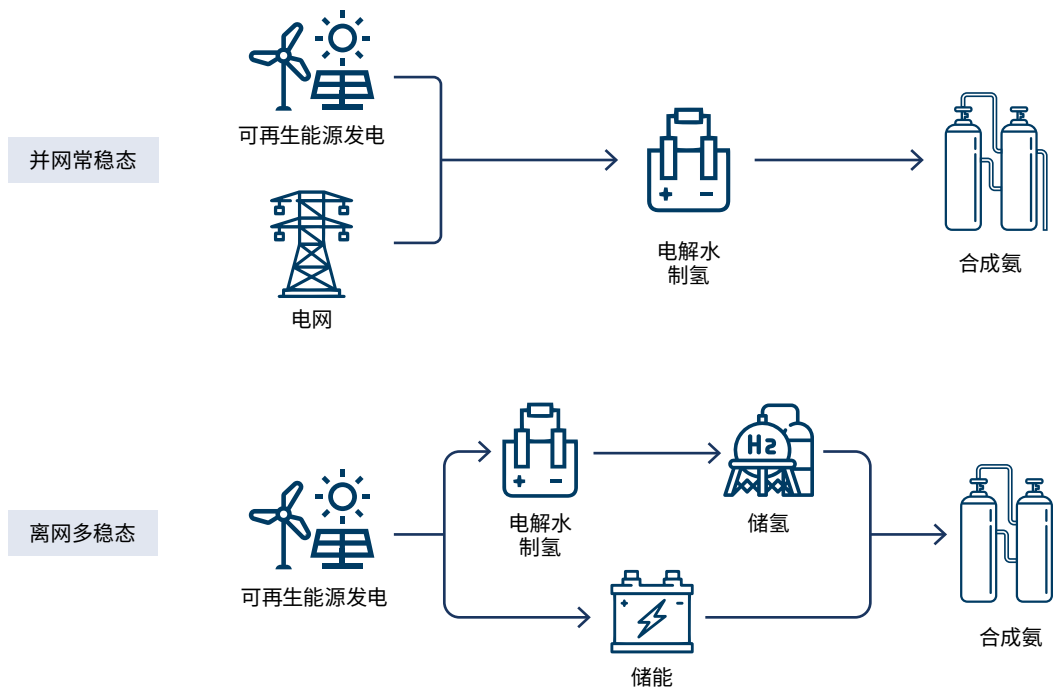 可再生能源发电
并网常稳态
+ -
电解水
制氢
合成氨
电网
H2
+ -
离网多稳态
电解水
制氢
储氢
可再生能源发电
+ -
储能
合成氨